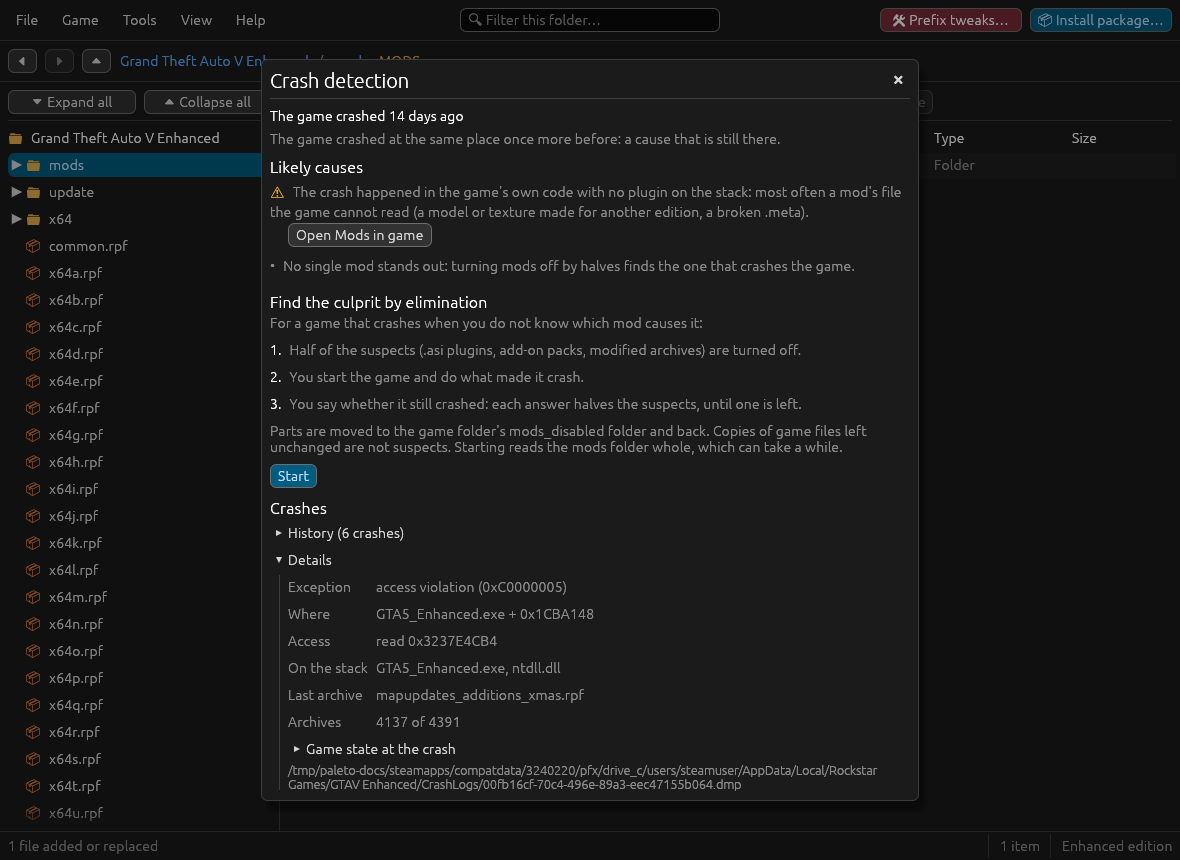 File Game Tools View Help Filter this folder… Prefix tweaks… Install package…
Grand Theft Auto V En
Crash detection
Expand all Collapse all
The game crashed 14 days ago
Grand Theft Auto V Enhanced Type Size
The game crashed at the same place once more before: a cause that is still there.
mods Folder
Likely causes
update
The crash happened in the game's own code with no plugin on the stack: most often a mod's file
the game cannot read (a model or texture made for another edition, a broken .meta).
x64
Open Mods in game
common.rpf
• No single mod stands out: turning mods off by halves finds the one that crashes the game.
x64a.rpf
x64b.rpf
Find the culprit by elimination
For a game that crashes when you do not know which mod causes it:
x64c.rpf
1. Half of the suspects (.asi plugins, add-on packs, modified archives) are turned off.
x64d.rpf
2. You start the game and do what made it crash.
x64e.rpf
3. You say whether it still crashed: each answer halves the suspects, until one is left.
x64f.rpf
Parts are moved to the game folder's mods_disabled folder and back. Copies of game files left
unchanged are not suspects. Starting reads the mods folder whole, which can take a while.
x64g.rpf
x64h.rpf
Start
x64i.rpf
Crashes
x64j.rpf
History (6 crashes)
x64k.rpf
Details
x64l.rpf
Exception access violation (0xC0000005)
x64m.rpf
Where GTA5_Enhanced.exe + 0x1CBA148
x64n.rpf
Access read 0x3237E4CB4
x64o.rpf
On the stack GTA5_Enhanced.exe, ntdll.dll
x64p.rpf
Last archive mapupdates_additions_xmas.rpf
x64q.rpf
Archives 4137 of 4391
x64r.rpf
Game state at the crash
x64s.rpf
/tmp/paleto-docs/steamapps/compatdata/3240220/pfx/drive_c/users/steamuser/AppData/Local/Rockstar
Games/GTAV Enhanced/CrashLogs/00fb16cf-70c4-496e-89a3-eec47155b064.dmp
x64t.rpf
x64u.rpf
1 file added or replaced 1 item Enhanced edition